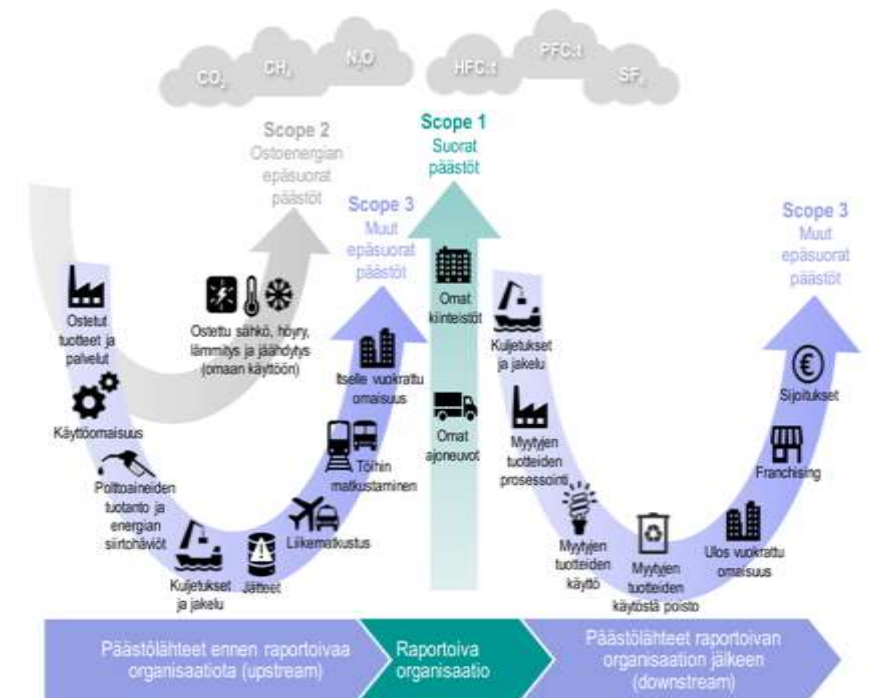 CO₂
CH₄
N₂O
HFC:t
PFC:t
SF₆
Scope 2
Ostoenergian
epäsuorat
päästöt
Scope 3
Muut
epäsuorat
päästöt
Scope 1
Suorat
päästöt
Scope 3
Muut
epäsuorat
päästöt
Ostetut
tuotteet ja
palvelut
Käyttöomaisuus
Polttoaineiden
tuotanto ja
energian
siirtohäviöt
Kuljetukset
ja jakelu
Jätteet
Liikematkustus
Töihin
matkustaminen
Itselle vuokrattu
omaisuus
Ostettu sähkö, höyry,
lämmitys ja jäähdytys
(omaan käyttöön)
Omat
kiinteistöt
Omat
ajoneuvot
Kuljetukset
ja jakelu
Myytyjen
tuotteiden
prosessointi
Myytyjen
tuotteiden
käyttö
Myytyjen
tuotteiden
käytöstä poisto
Ulos vuokrattu
omaisuus
Franchising
€
Sijoitukset
Päästölähteet ennen raportoivaa
organisaatiota (upstream)
Raportoiva
organisaatio
Päästölähteet raportoivan
organisaation jälkeen
(downstream)